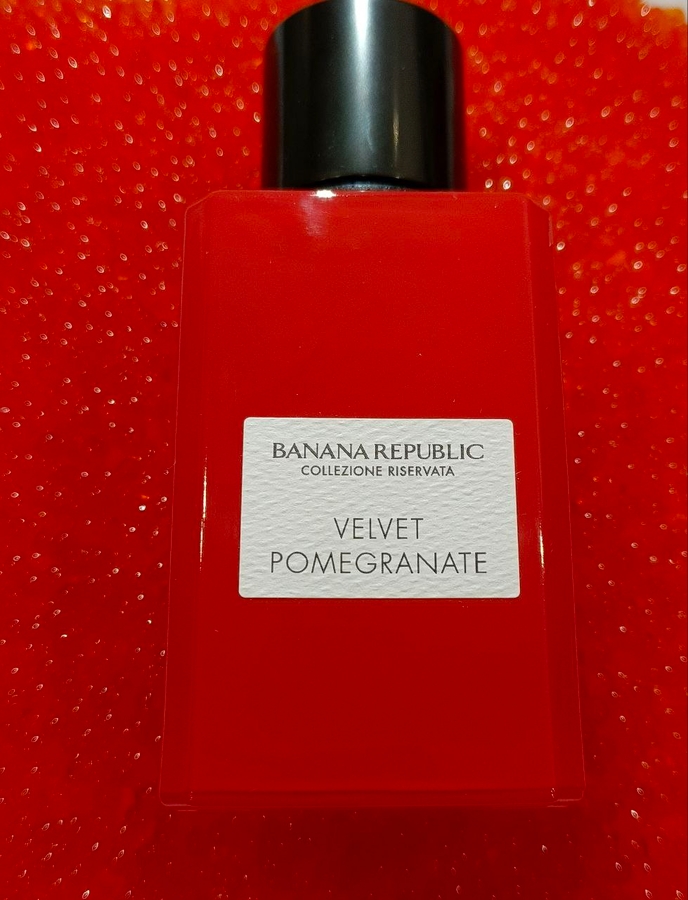 BANANA REPUBLIC
COLLEZIONE RISERVATA
VELVET
POMEGRANATE